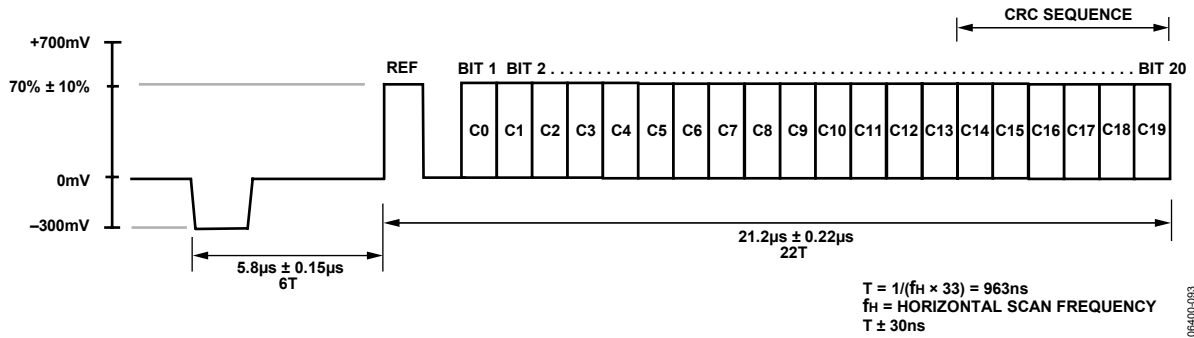 CRC SEQUENCE
+700mV
REF
BIT 1 BIT 2 . . . . . . . . . . . . . . . . . . . . . . . . . . . . . . . . . . . . . . . . . . . . . . . . . . . . . . . . . . BIT 20
70% ± 10%
C0 C1 C2 C3 C4 C5 C6 C7 C8 C9 C10 C11 C12 C13 C14 C15 C16 C17 C18 C19
0mV
–300mV
21.2µs ± 0.22µs
22T
5.8µs ± 0.15µs
6T
T = 1/(fH × 33) = 963ns
fH = HORIZONTAL SCAN FREQUENCY
T ± 30ns
06400-093